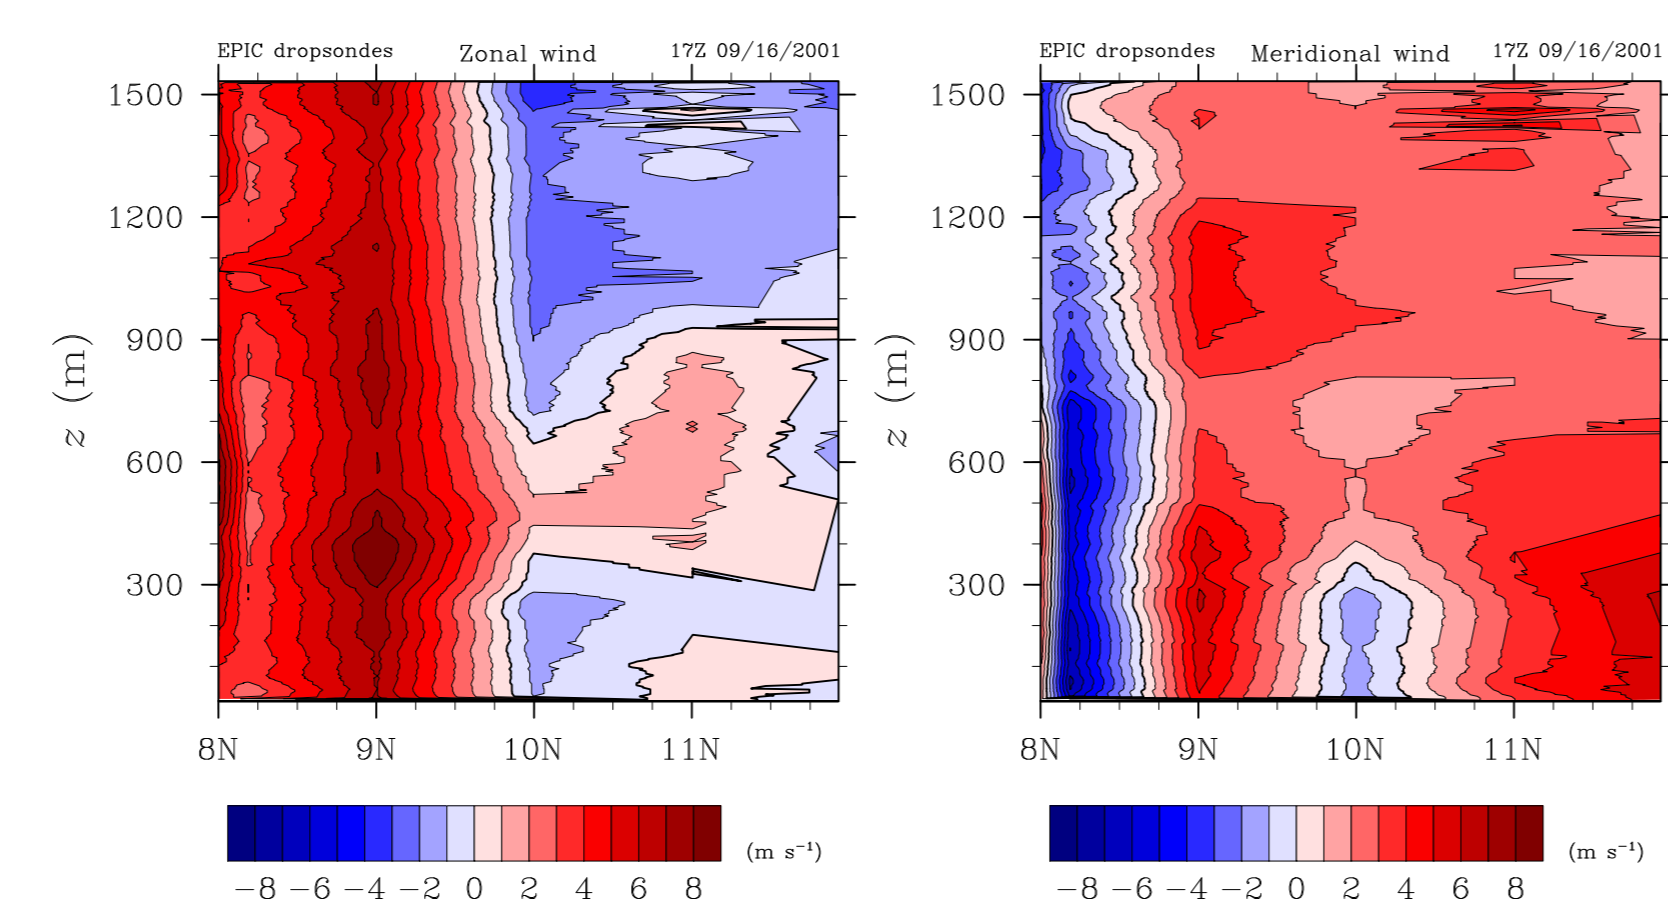 EPIC dropsondes Zonal wind 17Z 09/16/2001
1500
1200
900
600
300
z (m)
8N 9N 10N 11N
−8 −6 −4 −2 0 2 4 6 8
(m s⁻¹)
EPIC dropsondes Meridional wind 17Z 09/16/2001
1500
1200
900
600
300
z (m)
8N 9N 10N 11N
−8 −6 −4 −2 0 2 4 6 8
(m s⁻¹)